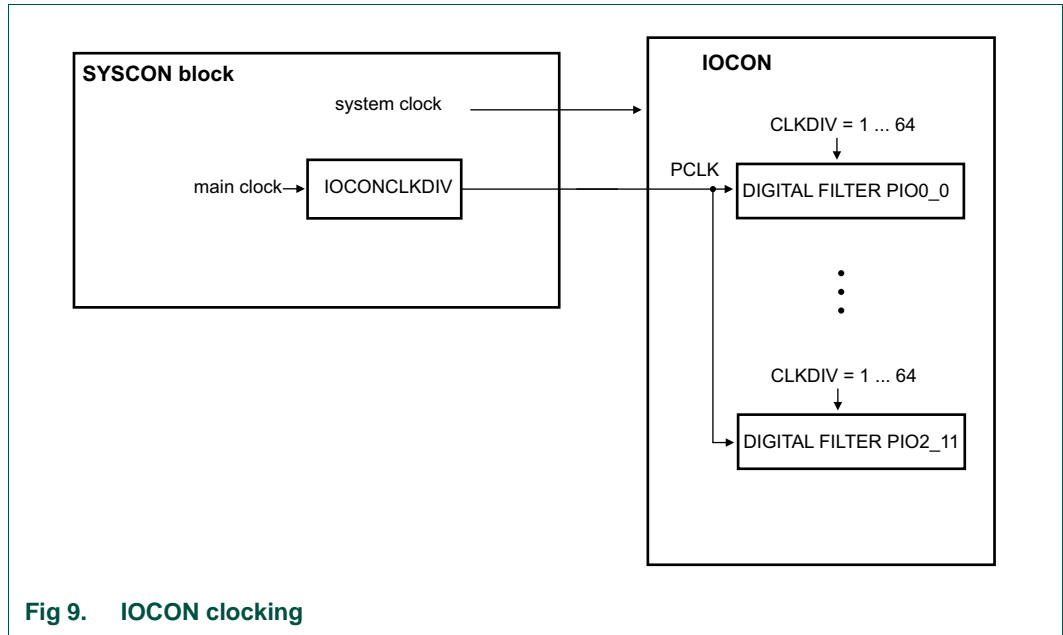 SYSCON block
system clock
main clock
IOCONCLKDIV
IOCON
CLKDIV = 1 ... 64
PCLK
DIGITAL FILTER PIO0_0
CLKDIV = 1 ... 64
DIGITAL FILTER PIO2_11
Fig 9. IOCON clocking